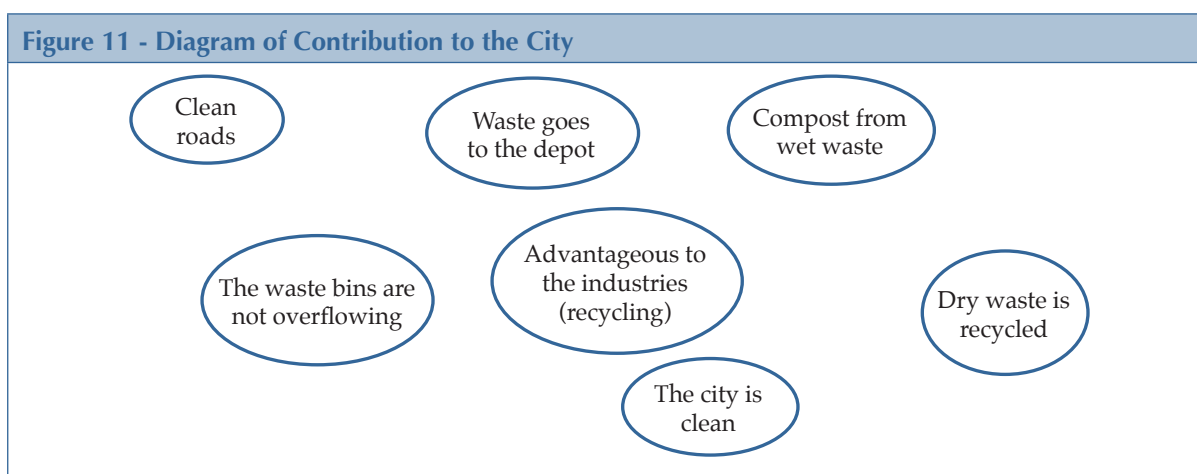 Figure 11 - Diagram of Contribution to the City
Clean
roads
Waste goes
to the depot
Compost from
wet waste
The waste bins are
not overflowing
Advantageous to
the industries
(recycling)
Dry waste is
recycled
The city is
clean